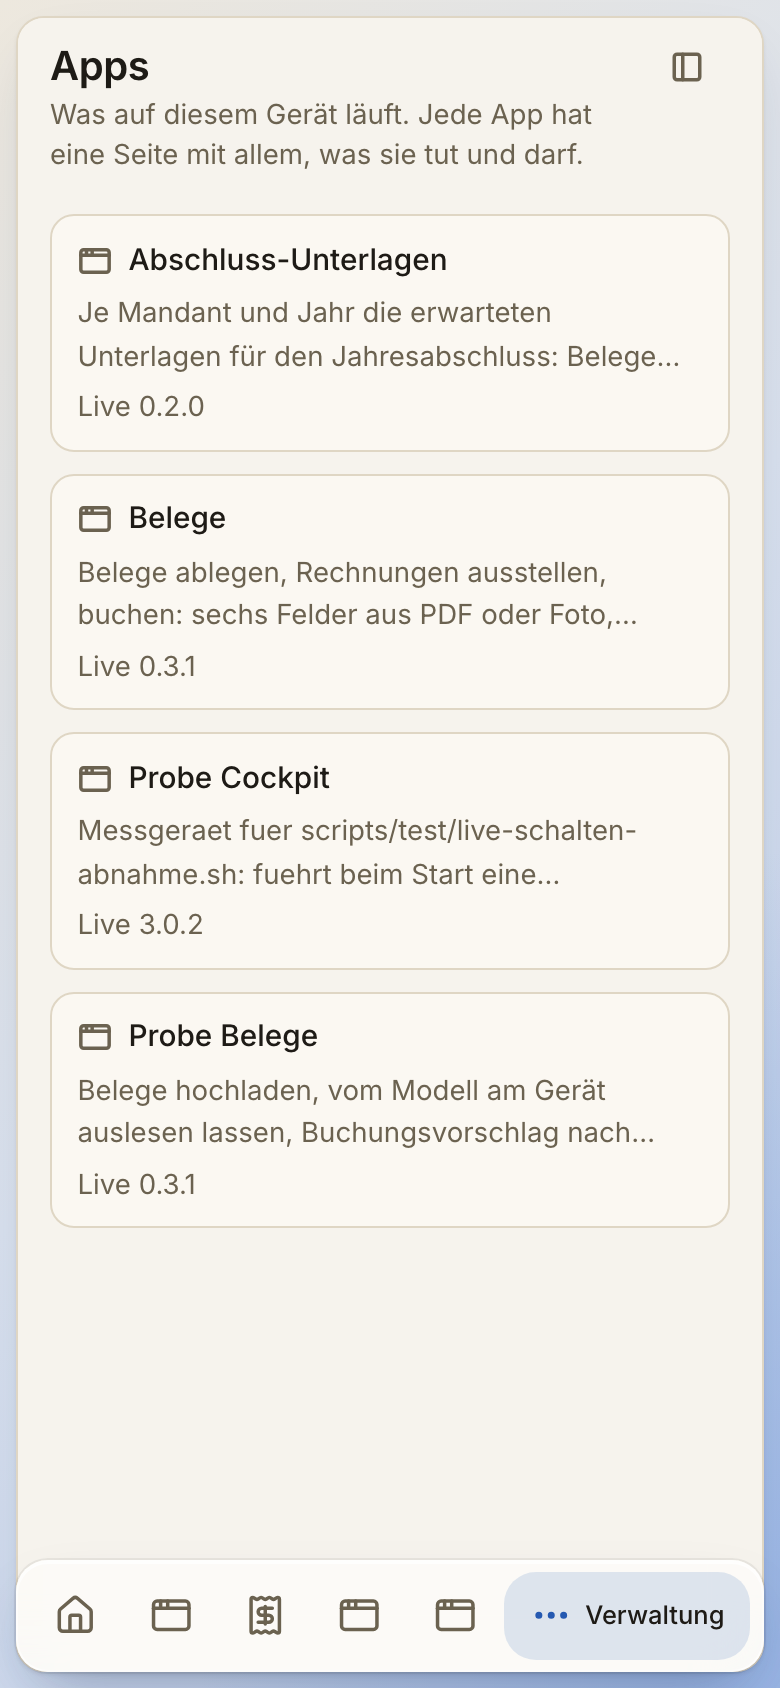 Apps
Was auf diesem Gerät läuft. Jede App hat
eine Seite mit allem, was sie tut und darf.
Abschluss-Unterlagen
Je Mandant und Jahr die erwarteten
Unterlagen für den Jahresabschluss: Belege…
Live 0.2.0
Belege
Belege ablegen, Rechnungen ausstellen,
buchen: sechs Felder aus PDF oder Foto,…
Live 0.3.1
Probe Cockpit
Messgeraet fuer scripts/test/live-schalten-
abnahme.sh: fuehrt beim Start eine…
Live 3.0.2
Probe Belege
Belege hochladen, vom Modell am Gerät
auslesen lassen, Buchungsvorschlag nach…
Live 0.3.1
Verwaltung